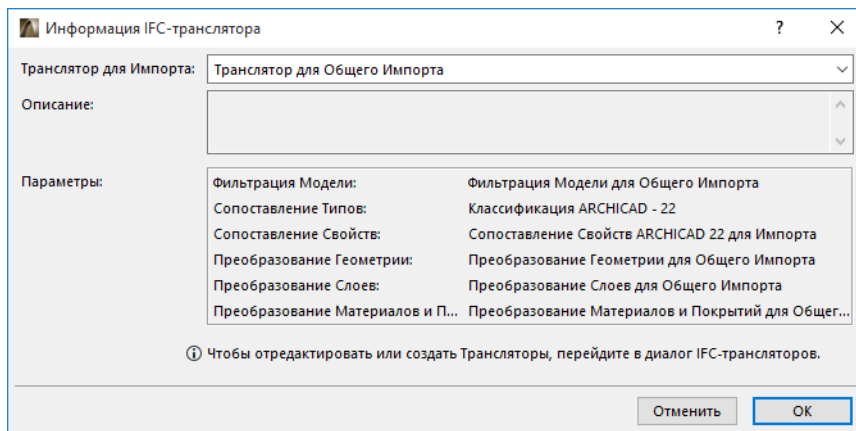 Информация IFC-транслятора
Транслятор для Импорта: Транслятор для Общего Импорта
Описание:
Параметры: Фильтрация Модели: Фильтрация Модели для Общего Импорта
Сопоставление Типов: Классификация ARCHICAD - 22
Сопоставление Свойств: Сопоставление Свойств ARCHICAD 22 для Импорта
Преобразование Геометрии: Преобразование Геометрии для Общего Импорта
Преобразование Слоев: Преобразование Слоев для Общего Импорта
Преобразование Материалов и П... Преобразование Материалов и Покрытий для Общег...
Чтобы отредактировать или создать Трансляторы, перейдите в диалог IFC-трансляторов.
Отменить OK